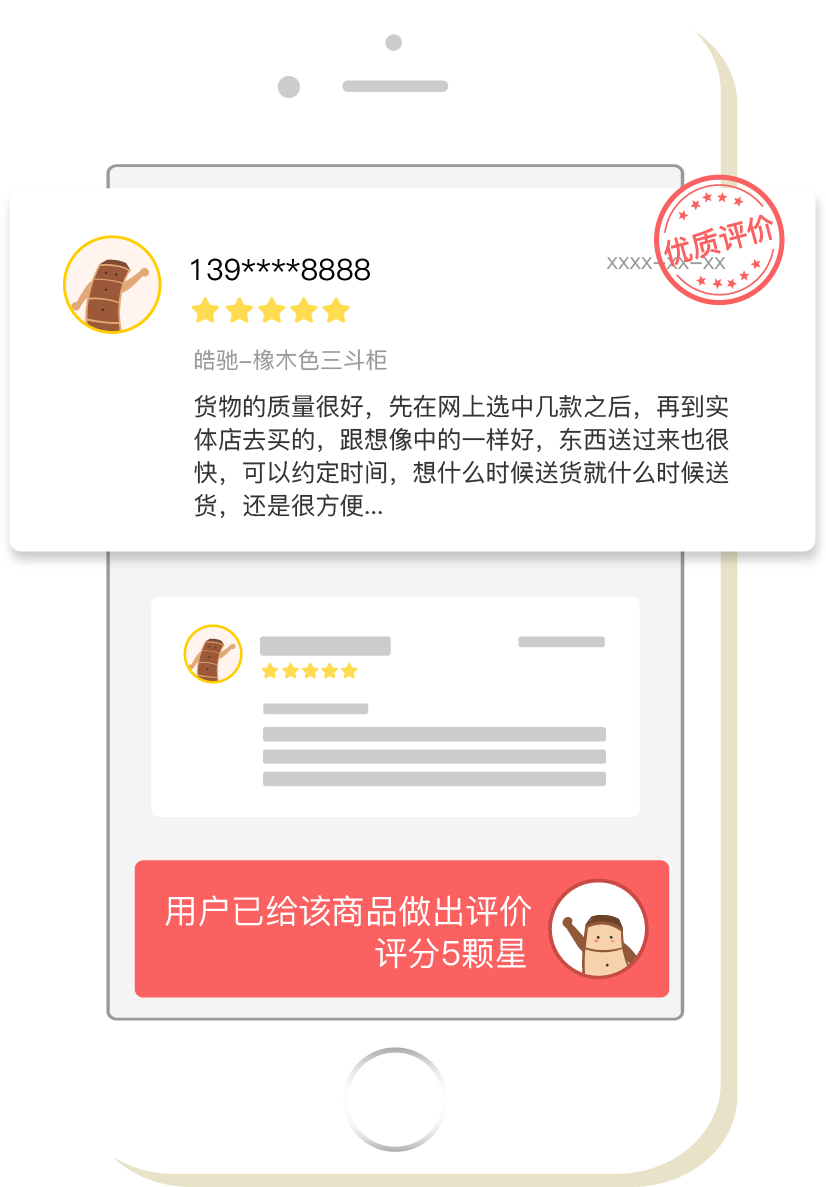 优质评价
139****8888
xxxx-xx-xx
皓驰-橡木色三斗柜
货物的质量很好，先在网上选中几款之后，再到实
体店去买的，跟想像中的一样好，东西送过来也很
快，可以约定时间，想什么时候送货就什么时候送
货，还是很方便...
用户已给该商品做出评价
评分5颗星